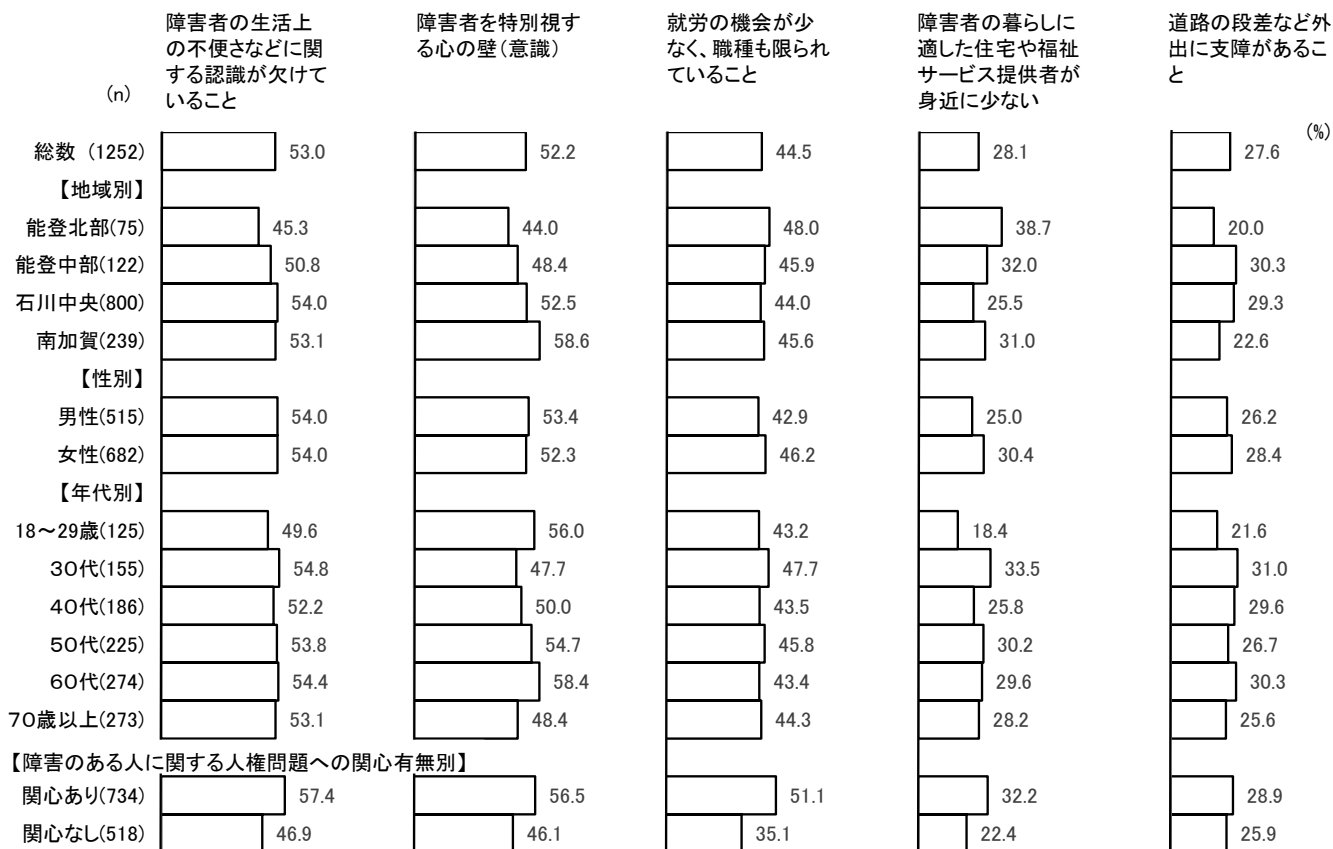 障害者の生活上
の不便さなどに関
する認識が欠けて
いること
障害者を特別視す
る心の壁(意識)
就労の機会が少
なく、職種も限られ
ていること
障害者の暮らしに
適した住宅や福祉
サービス提供者が
身近に少ない
道路の段差など外
出に支障があるこ
と
(n)
(%)
総数 (1252) 53.0 52.2 44.5 28.1 27.6
【地域別】
能登北部(75) 45.3 44.0 48.0 38.7 20.0
能登中部(122) 50.8 48.4 45.9 32.0 30.3
石川中央(800) 54.0 52.5 44.0 25.5 29.3
南加賀(239) 53.1 58.6 45.6 31.0 22.6
【性別】
男性(515) 54.0 53.4 42.9 25.0 26.2
女性(682) 54.0 52.3 46.2 30.4 28.4
【年代別】
18～29歳(125) 49.6 56.0 43.2 18.4 21.6
30代(155) 54.8 47.7 47.7 33.5 31.0
40代(186) 52.2 50.0 43.5 25.8 29.6
50代(225) 53.8 54.7 45.8 30.2 26.7
60代(274) 54.4 58.4 43.4 29.6 30.3
70歳以上(273) 53.1 48.4 44.3 28.2 25.6
【障害のある人に関する人権問題への関心有無別】
関心あり(734) 57.4 56.5 51.1 32.2 28.9
関心なし(518) 46.9 46.1 35.1 22.4 25.9